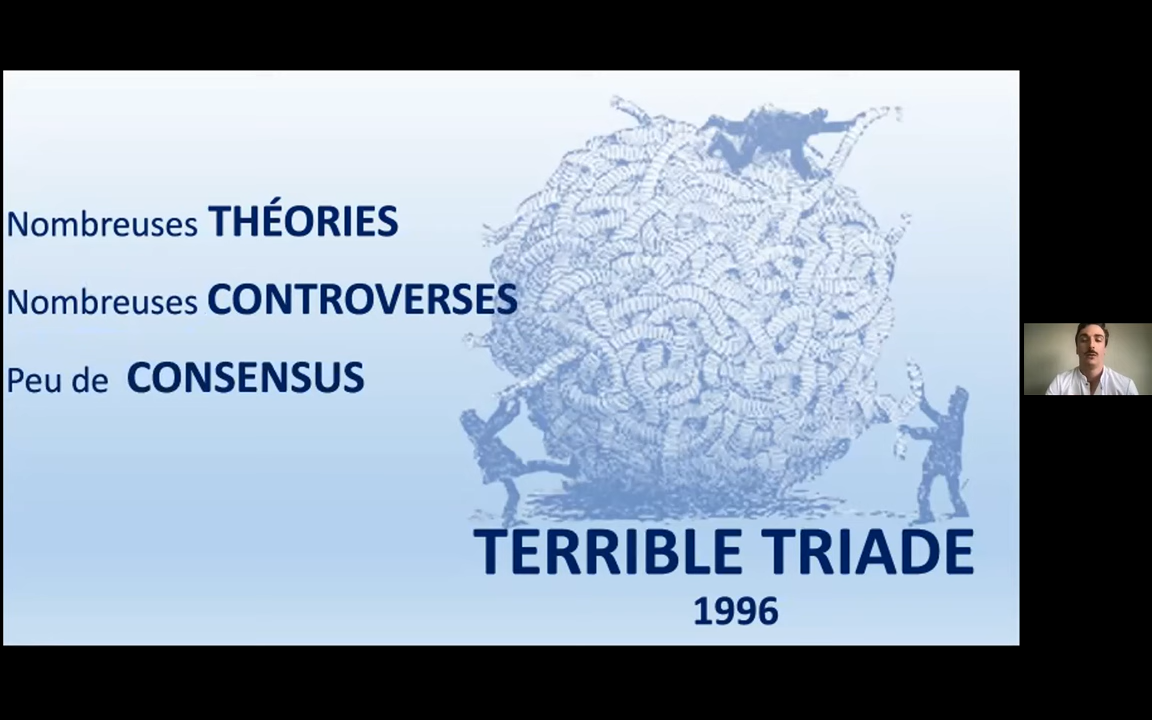 Nombreuses THÉORIES
Nombreuses CONTROVERSES
Peu de CONSENSUS
TERRIBLE TRIADE
1996